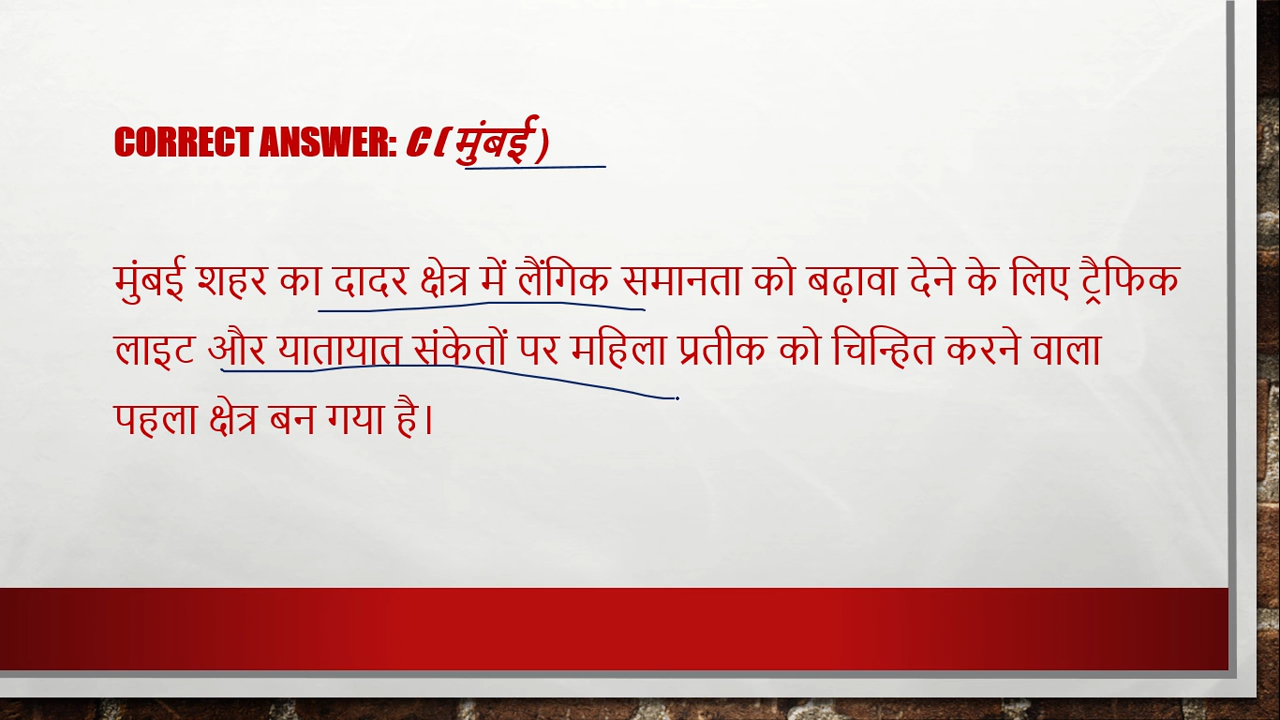 CORRECT ANSWER: C ( मुंबई )
मुंबई शहर का दादर क्षेत्र में लैंगिक समानता को बढ़ावा देने के लिए ट्रैफिक
लाइट और यातायात संकेतों पर महिला प्रतीक को चिन्हित करने वाला
पहला क्षेत्र बन गया है।